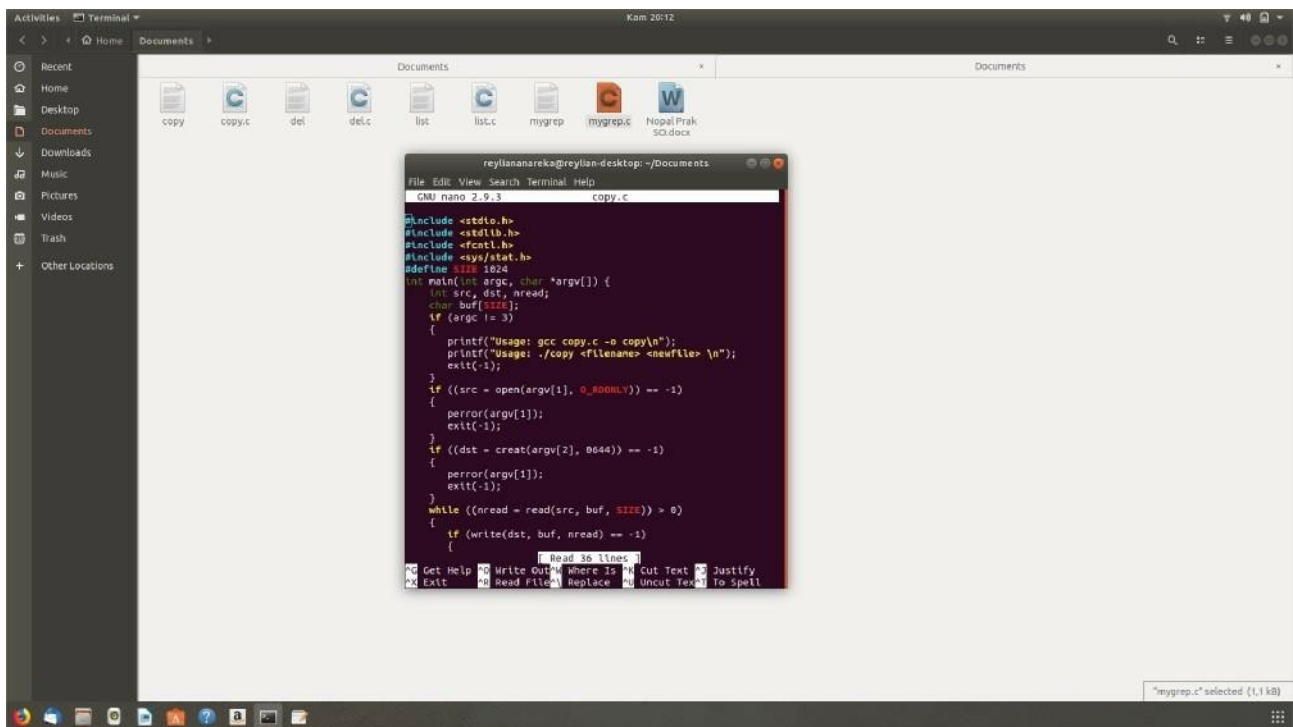 Activities Terminal
Kam 20:12
Home Documents
Recent
Home
Desktop
Documents
Downloads
Music
Pictures
Videos
Trash
+ Other Locations
Documents ×
Documents ×
copy
copy.c
del
del.c
list
list.c
mygrep
mygrep.c
Nopal Prak
SO.docx
reyliananareka@reylian-desktop: ~/Documents
File Edit View Search Terminal Help
GNU nano 2.9.3 copy.c
#include <stdio.h>
#include <stdlib.h>
#include <fcntl.h>
#include <sys/stat.h>
#define SIZE 1024
int main(int argc, char *argv[]) {
int src, dst, nread;
char buf[SIZE];
if (argc != 3)
{
printf("Usage: gcc copy.c -o copy\n");
printf("Usage: ./copy <filename> <newfile> \n");
exit(-1);
}
if ((src = open(argv[1], O_RDONLY)) == -1)
{
perror(argv[1]);
exit(-1);
}
if ((dst = creat(argv[2], 0644)) == -1)
{
perror(argv[1]);
exit(-1);
}
while ((nread = read(src, buf, SIZE)) > 0)
{
if (write(dst, buf, nread) == -1)
{
[ Read 36 lines ]
^G Get Help ^O Write Out ^W Where Is ^K Cut Text ^J Justify
^X Exit ^R Read File ^\ Replace ^U Uncut Tex ^T To Spell
"mygrep.c" selected (1,1 kB)